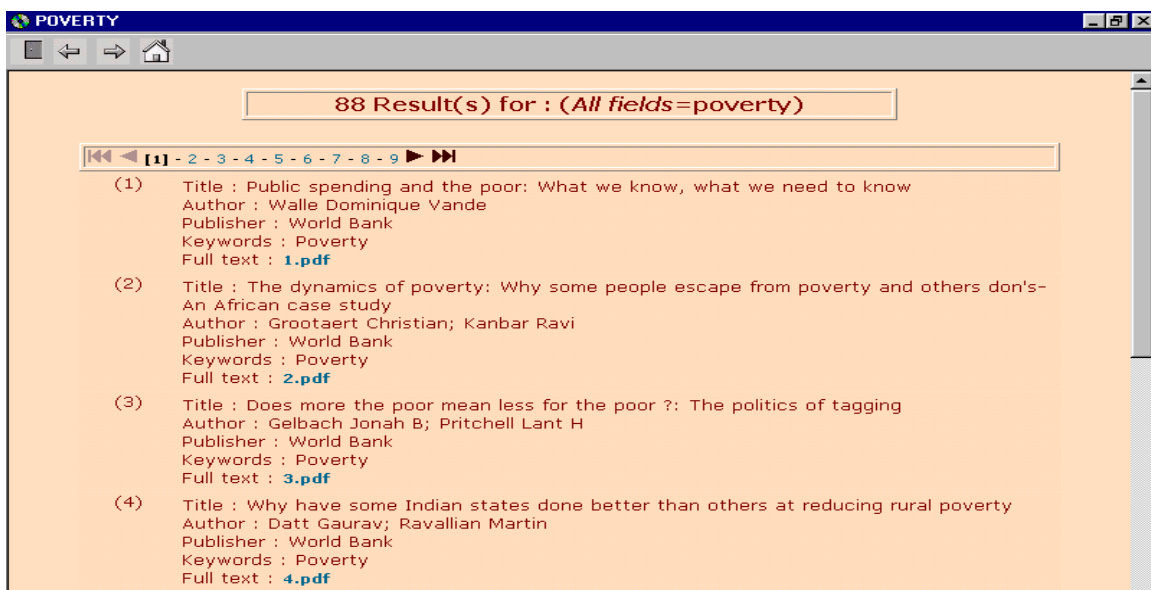 POVERTY
88 Result(s) for : (All fields=poverty)
[1] - 2 - 3 - 4 - 5 - 6 - 7 - 8 - 9
(1) Title : Public spending and the poor: What we know, what we need to know
Author : Walle Dominique Vande
Publisher : World Bank
Keywords : Poverty
Full text : 1.pdf
(2) Title : The dynamics of poverty: Why some people escape from poverty and others don's-
An African case study
Author : Grootaert Christian; Kanbar Ravi
Publisher : World Bank
Keywords : Poverty
Full text : 2.pdf
(3) Title : Does more the poor mean less for the poor ?: The politics of tagging
Author : Gelbach Jonah B; Pritchell Lant H
Publisher : World Bank
Keywords : Poverty
Full text : 3.pdf
(4) Title : Why have some Indian states done better than others at reducing rural poverty
Author : Datt Gaurav; Ravallian Martin
Publisher : World Bank
Keywords : Poverty
Full text : 4.pdf